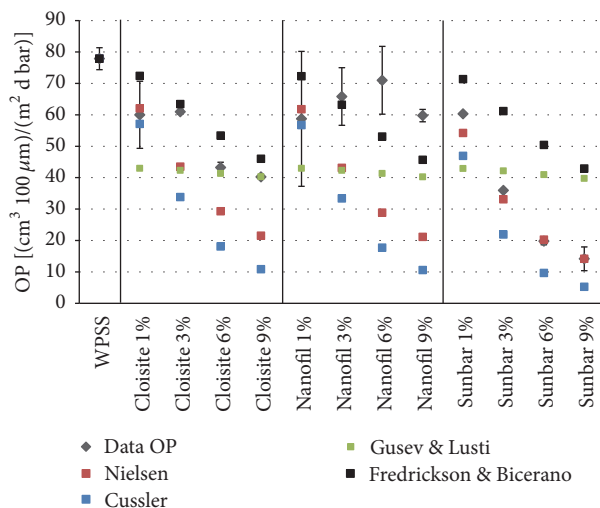 OP [(cm³ 100 μm)/(m² d bar)]
90
80
70
60
50
40
30
20
10
0
WPSS
Cloisite 1%
Cloisite 3%
Cloisite 6%
Cloisite 9%
Nanofil 1%
Nanofil 3%
Nanofil 6%
Nanofil 9%
Sunbar 1%
Sunbar 3%
Sunbar 6%
Sunbar 9%
Data OP
Nielsen
Cussler
Gusev & Lusti
Fredrickson & Bicerano